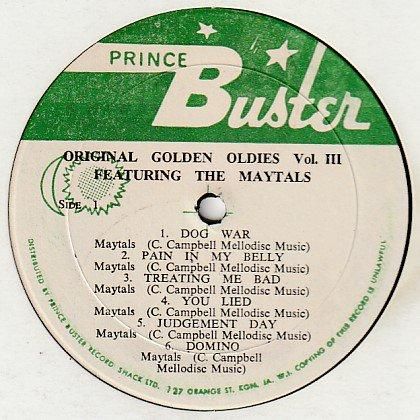 PRINCE
Buster
ORIGINAL GOLDEN OLDIES Vol. III
FEATURING THE MAYTALS
Side 1
1. DOG WAR
Maytals (C. Campbell Mellodisc Music)
2. PAIN IN MY BELLY
Maytals (C. Campbell Mellodisc Music)
3. TREATING ME BAD
Maytals (C. Campbell Mellodisc Music)
4. YOU LIED
Maytals (C. Campbell Mellodisc Music)
5. JUDGEMENT DAY
Maytals (C. Campbell Mellodisc Music)
6. DOMINO
Maytals (C. Campbell
Mellodisc Music)
DISTRIBUTED BY PRINCE BUSTER RECORD SHACK LTD. 127 ORANGE ST. KGN. JA. W.I. COPYING OF THIS RECORD IS UNLAWFUL